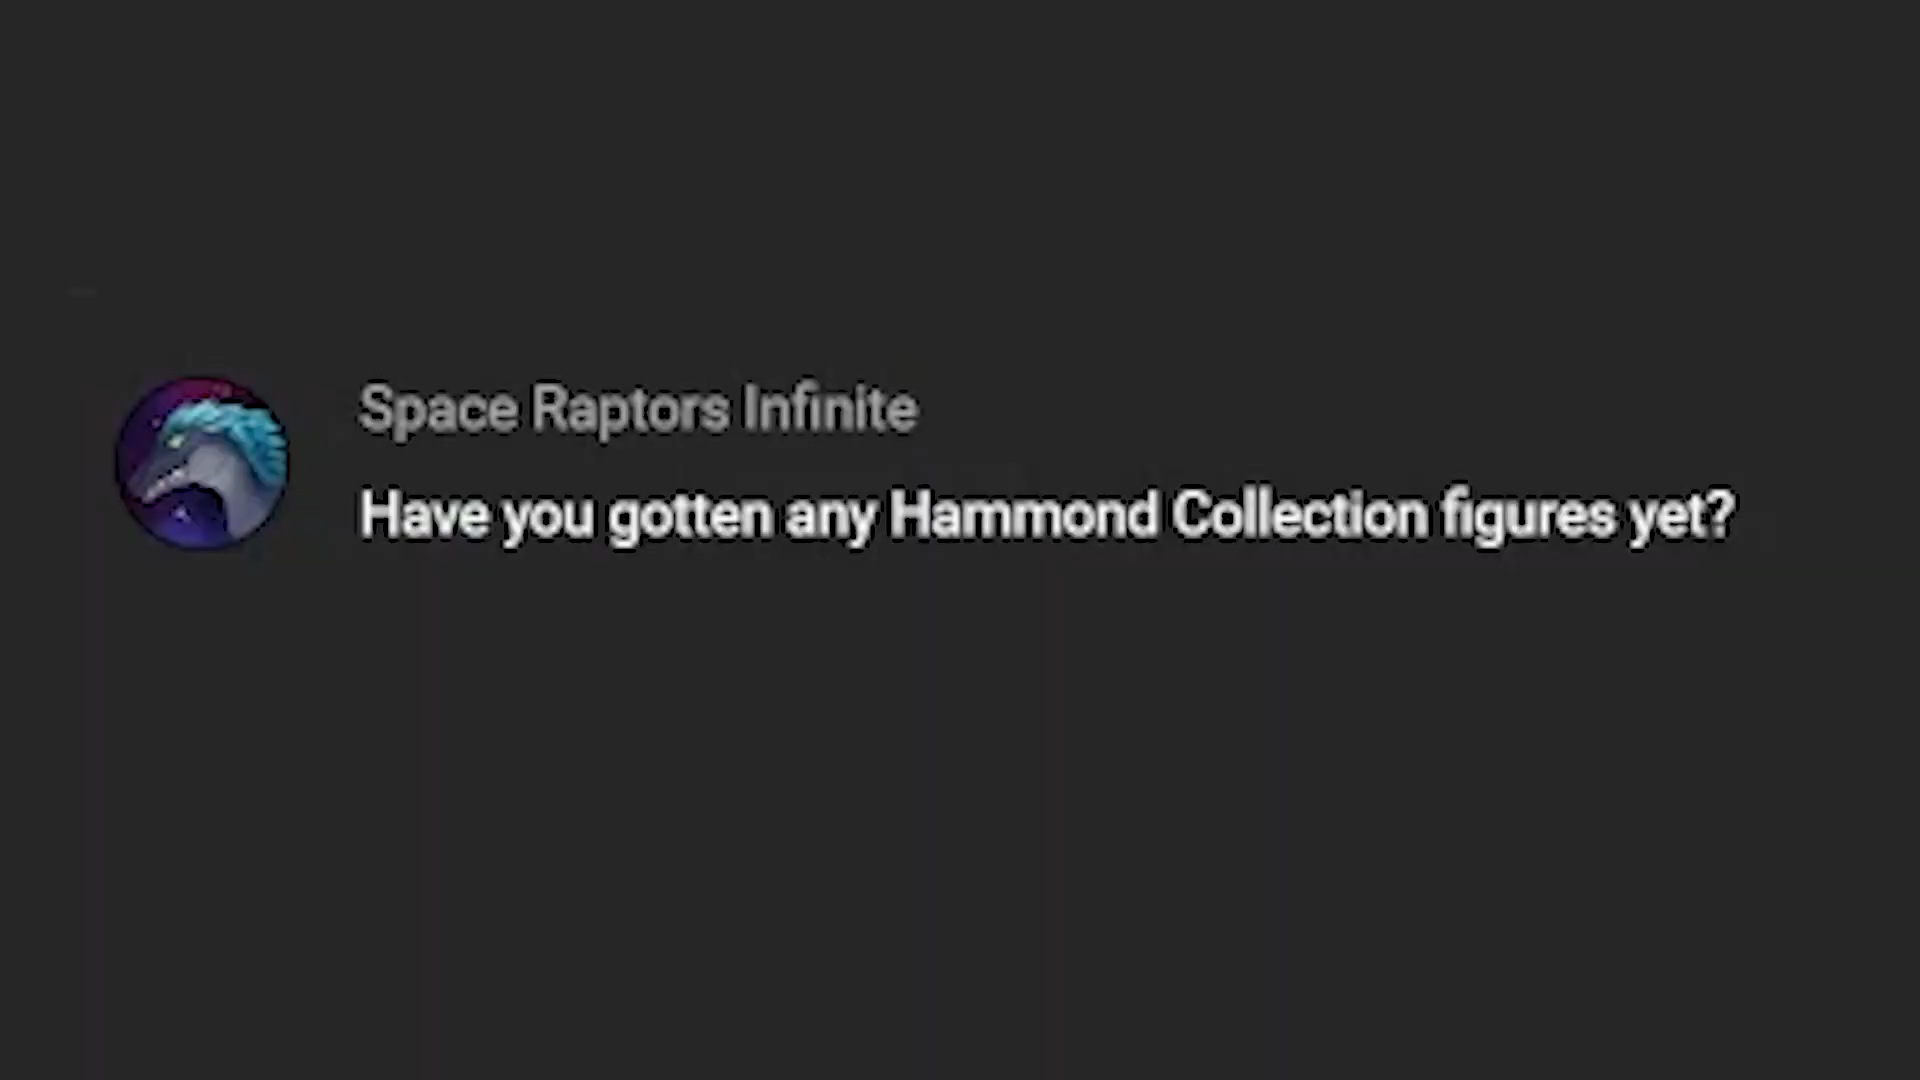 Space Raptors Infinite
Have you gotten any Hammond Collection figures yet?